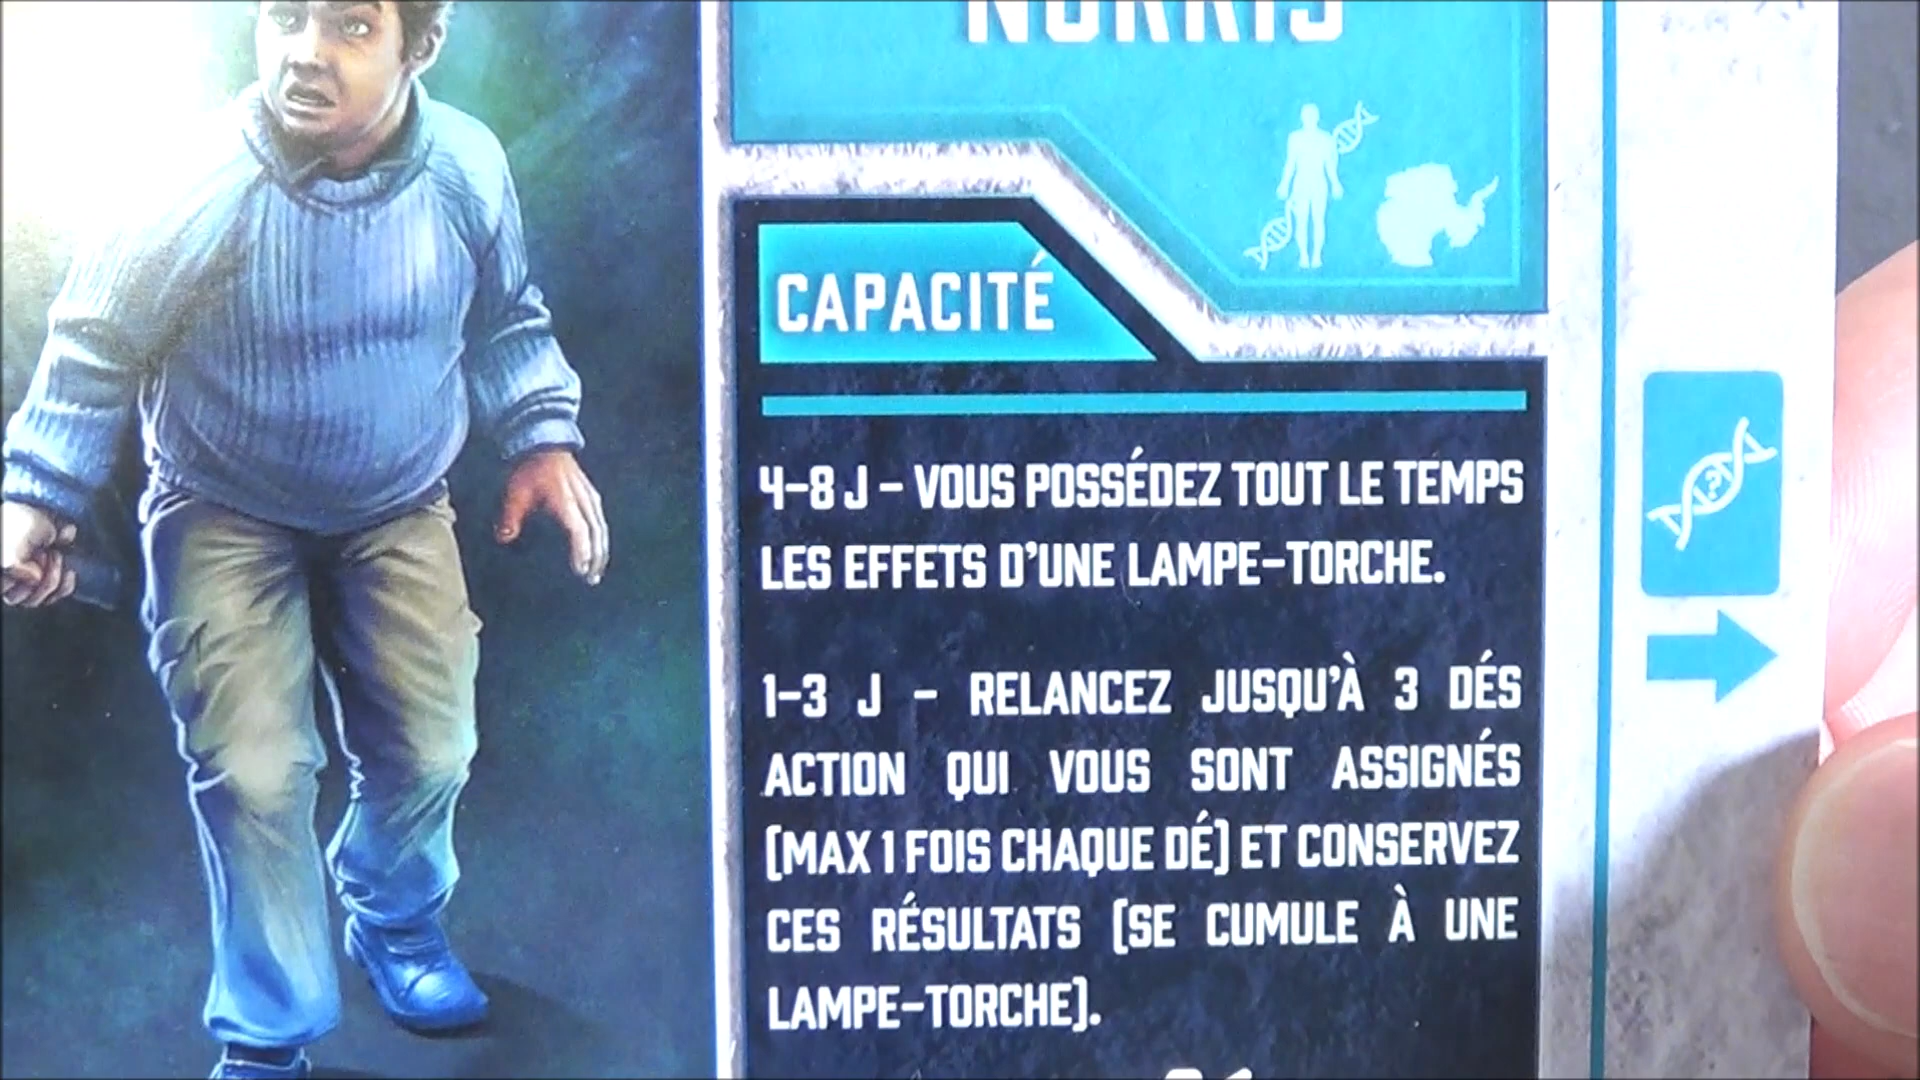 NORRIS
CAPACITÉ
4-8 J – VOUS POSSÉDEZ TOUT LE TEMPS
LES EFFETS D'UNE LAMPE-TORCHE.
1-3 J – RELANCEZ JUSQU'À 3 DÉS
ACTION QUI VOUS SONT ASSIGNÉS
(MAX 1 FOIS CHAQUE DÉ) ET CONSERVEZ
CES RÉSULTATS (SE CUMULE À UNE
LAMPE-TORCHE).
?